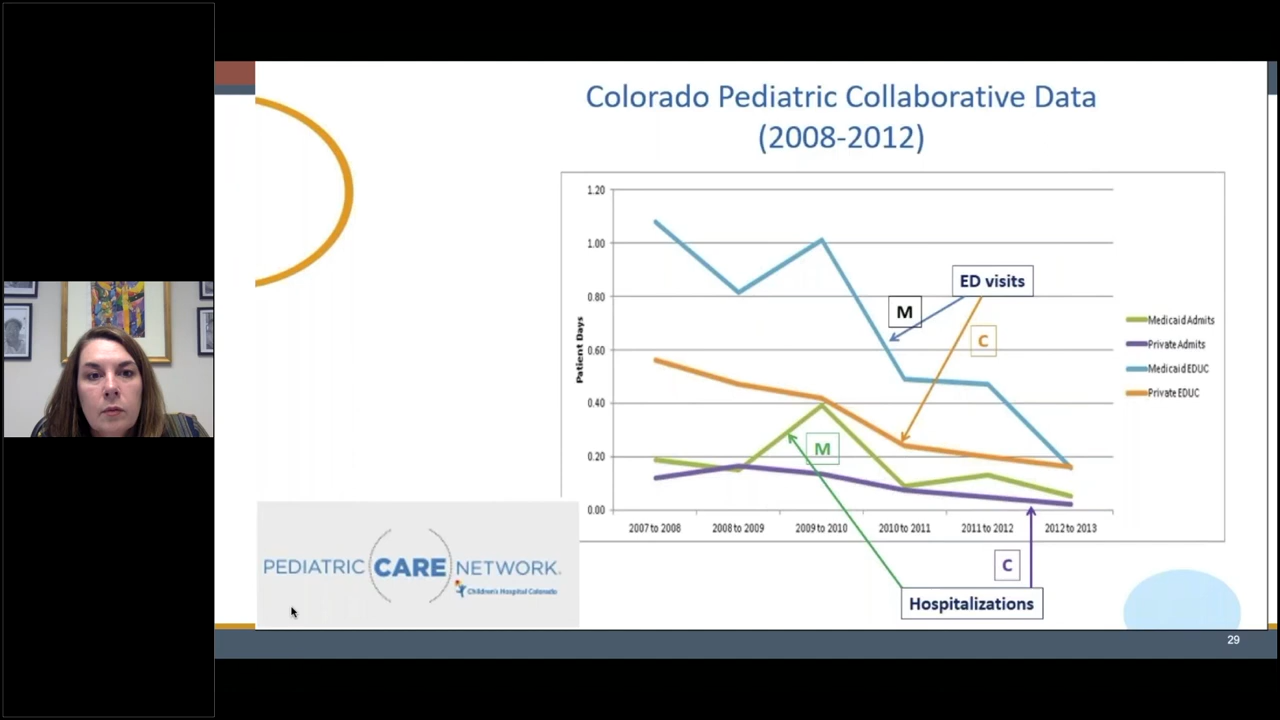 Colorado Pediatric Collaborative Data
(2008-2012)
1.20
1.00
0.80
0.60
0.40
0.20
0.00
Patient Days
2007 to 2008
2008 to 2009
2009 to 2010
2010 to 2011
2011 to 2012
2012 to 2013
ED visits
M
C
M
C
Hospitalizations
Medicaid Admits
Private Admits
Medicaid EDUC
Private EDUC
PEDIATRIC CARE NETWORK.
Children's Hospital Colorado
29